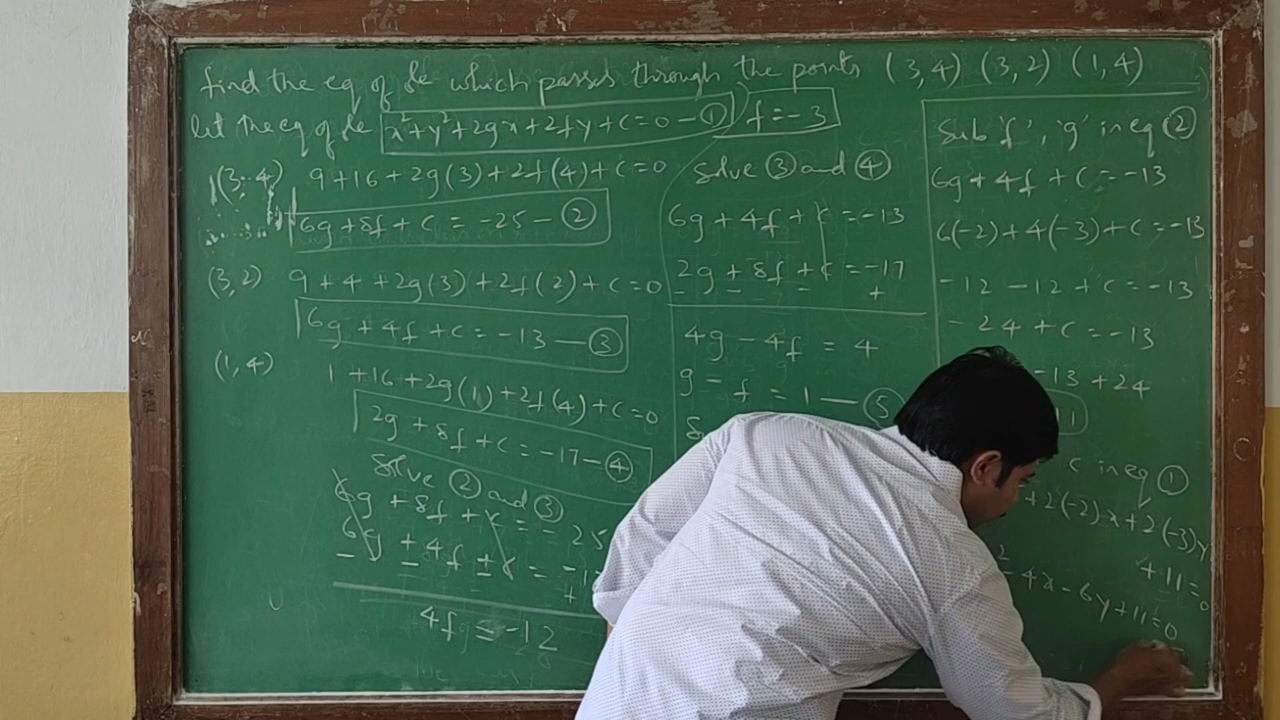 find the eq of le which passes through the points (3,4) (3,2) (1,4)
let the eq of le x²+y²+2gx+2fy+c=0 - ①
(3,4) 9+16+2g(3)+2f(4)+c=0
6g+8f+c=-25 - ②
(3,2) 9+4+2g(3)+2f(2)+c=0
6g+4f+c=-13 - ③
(1,4) 1+16+2g(1)+2f(4)+c=0
2g+8f+c=-17-④
solve ② and ③
6g+8f+c=-25
6g+4f+c=-1
- - - +
4f=-12
f=-3
solve ③ and ④
6g+4f+c=-13
2g+8f+c=-17
- - - +
4g-4f=4
g-f=1-⑤
Sub 'f', 'g' in eq ②
6g+4f+c=-13
6(-2)+4(-3)+c=-13
-12-12+c=-13
-24+c=-13
-13+24
1
c in eq ①
+2(-2)x+2(-3)y
+11=0
-4x-6y+11=0